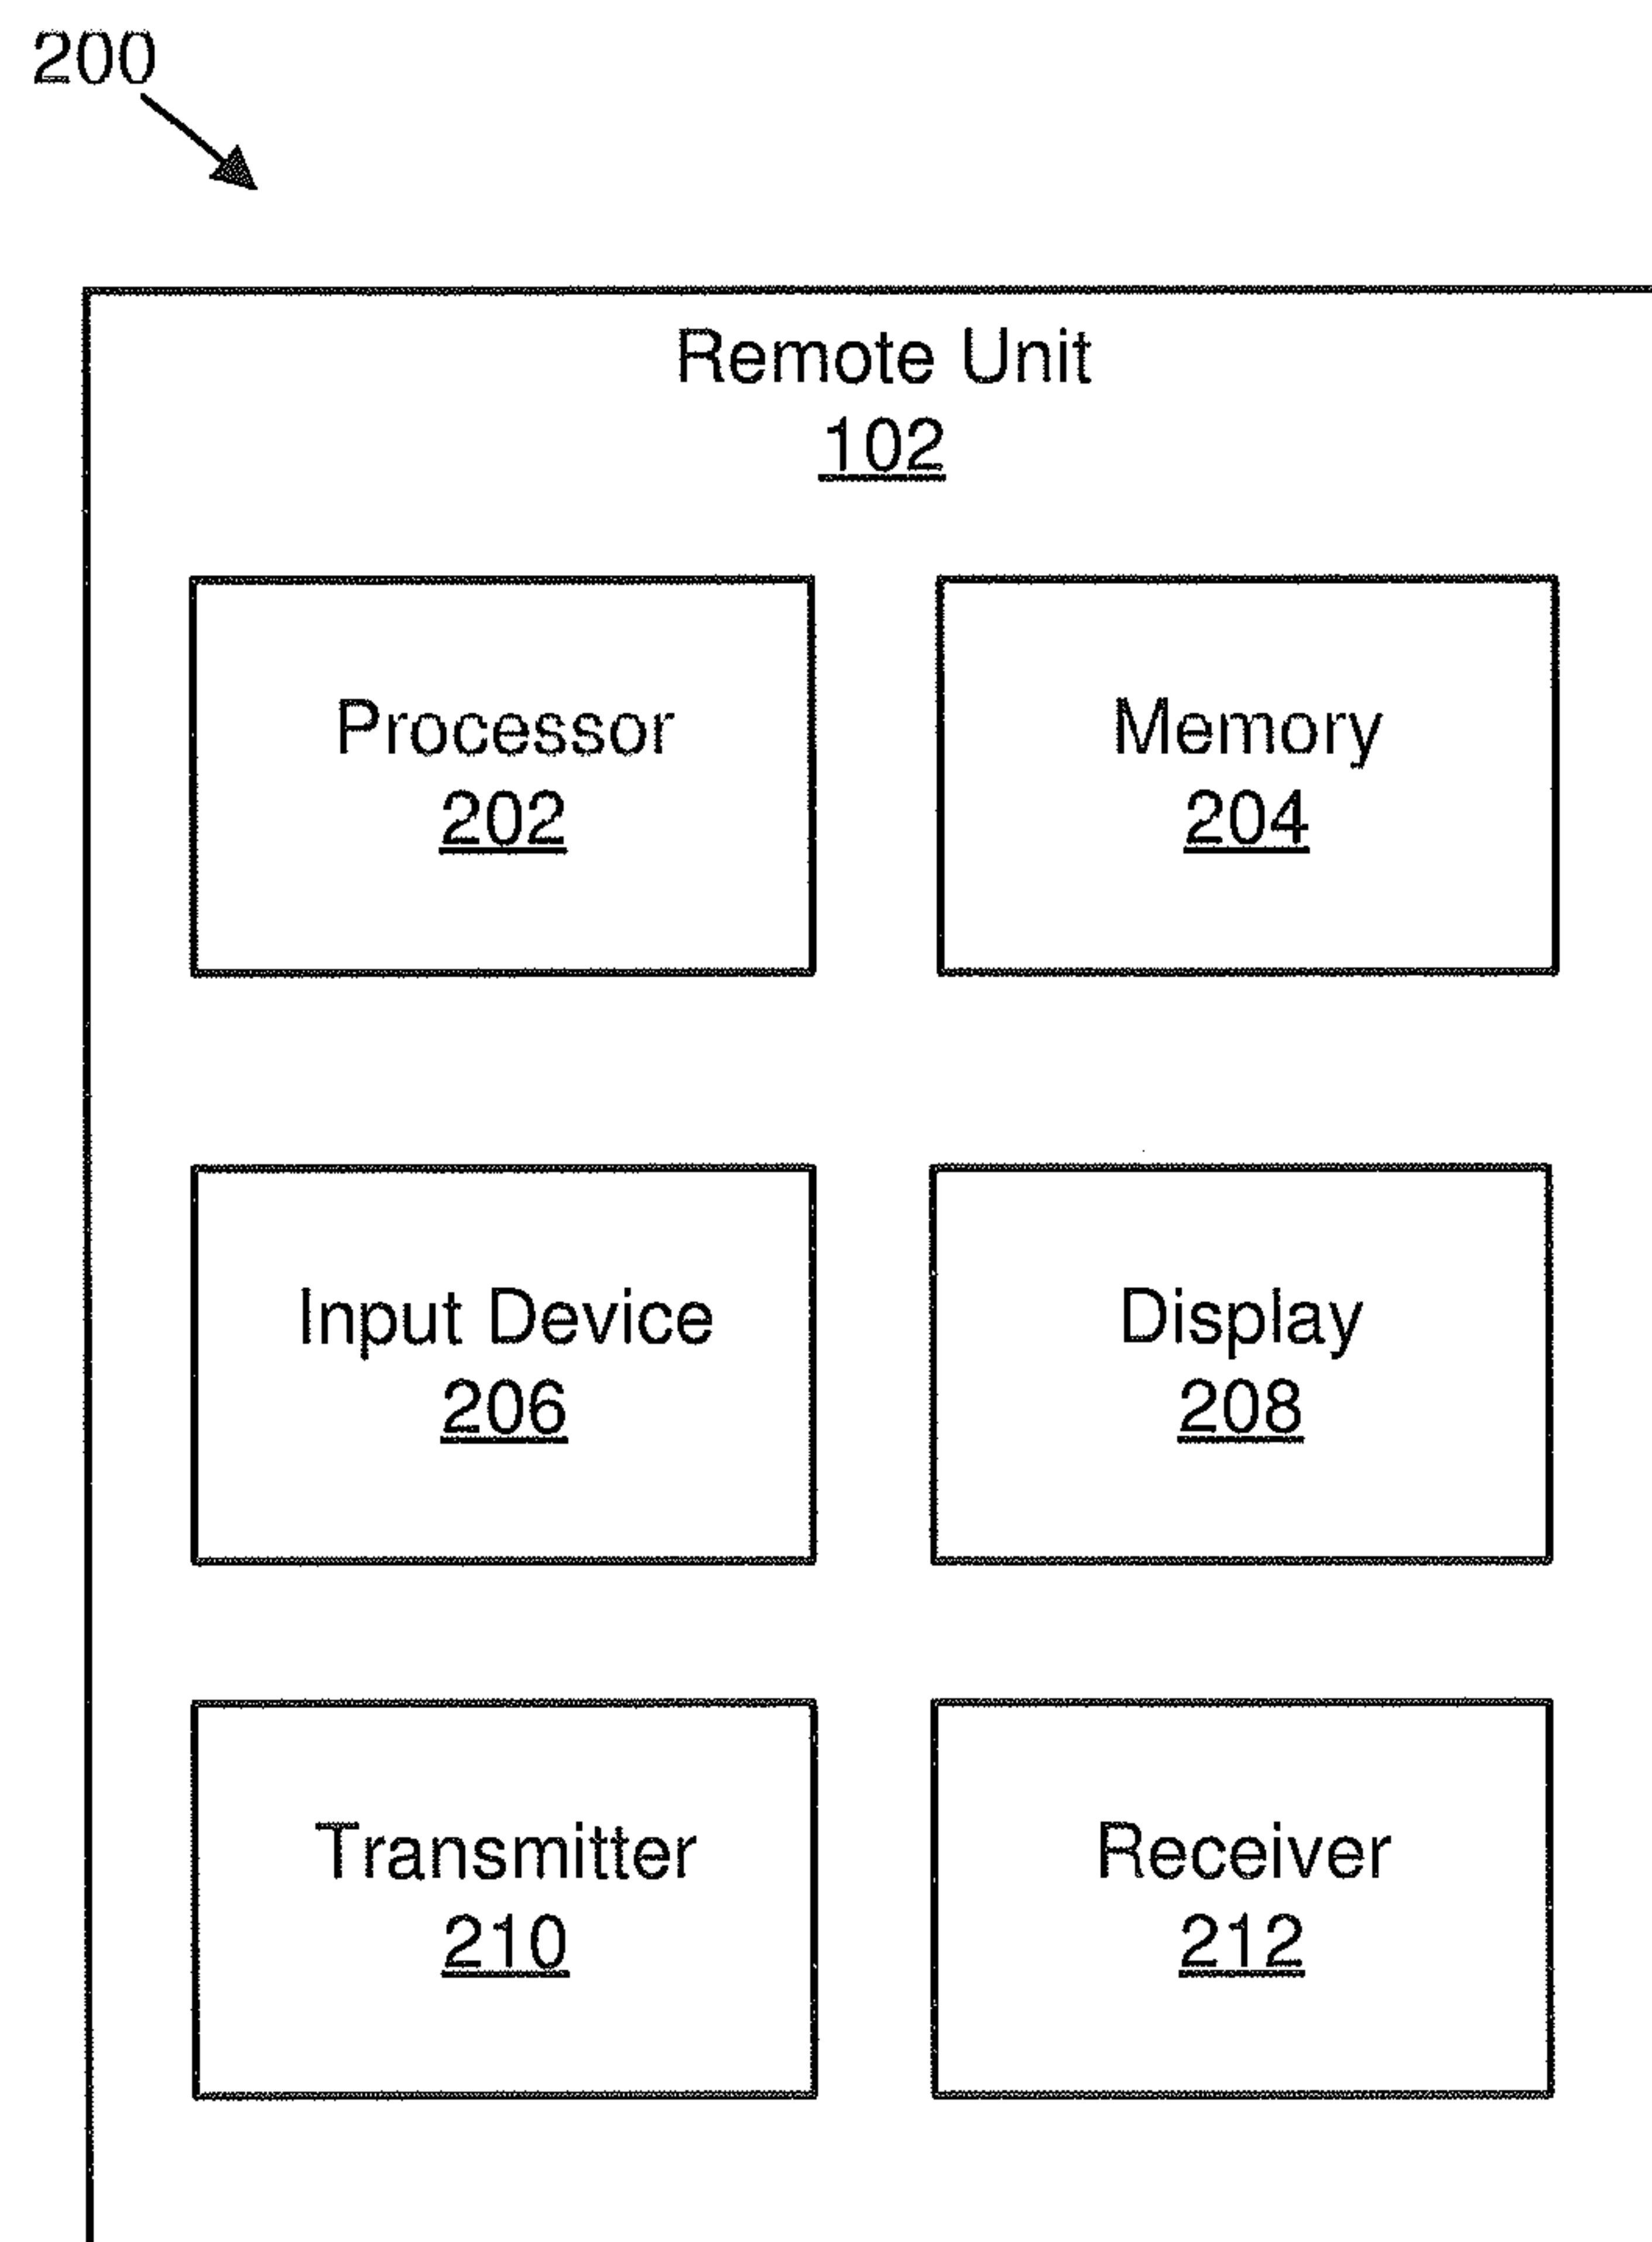 200
Remote Unit
102
Processor
202
Memory
204
Input Device
206
Display
208
Transmitter
210
Receiver
212